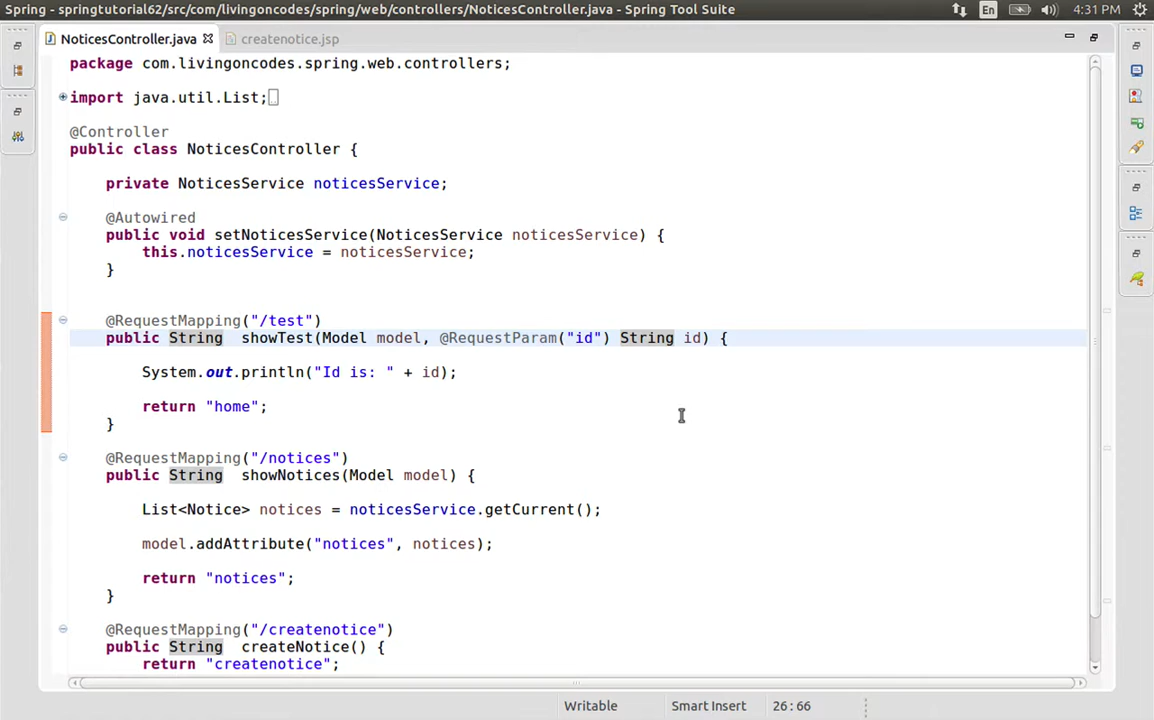 Spring - springtutorial62/src/com/livingoncodes/spring/web/controllers/NoticesController.java - Spring Tool Suite
En
4:31 PM
NoticesController.java
createnotice.jsp
package com.livingoncodes.spring.web.controllers;
import java.util.List;
@Controller
public class NoticesController {
private NoticesService noticesService;
@Autowired
public void setNoticesService(NoticesService noticesService) {
this.noticesService = noticesService;
}
@RequestMapping("/test")
public String showTest(Model model, @RequestParam("id") String id) {
System.out.println("Id is: " + id);
return "home";
}
@RequestMapping("/notices")
public String showNotices(Model model) {
List<Notice> notices = noticesService.getCurrent();
model.addAttribute("notices", notices);
return "notices";
}
@RequestMapping("/createnotice")
public String createNotice() {
return "createnotice";
Writable
Smart Insert
26:66